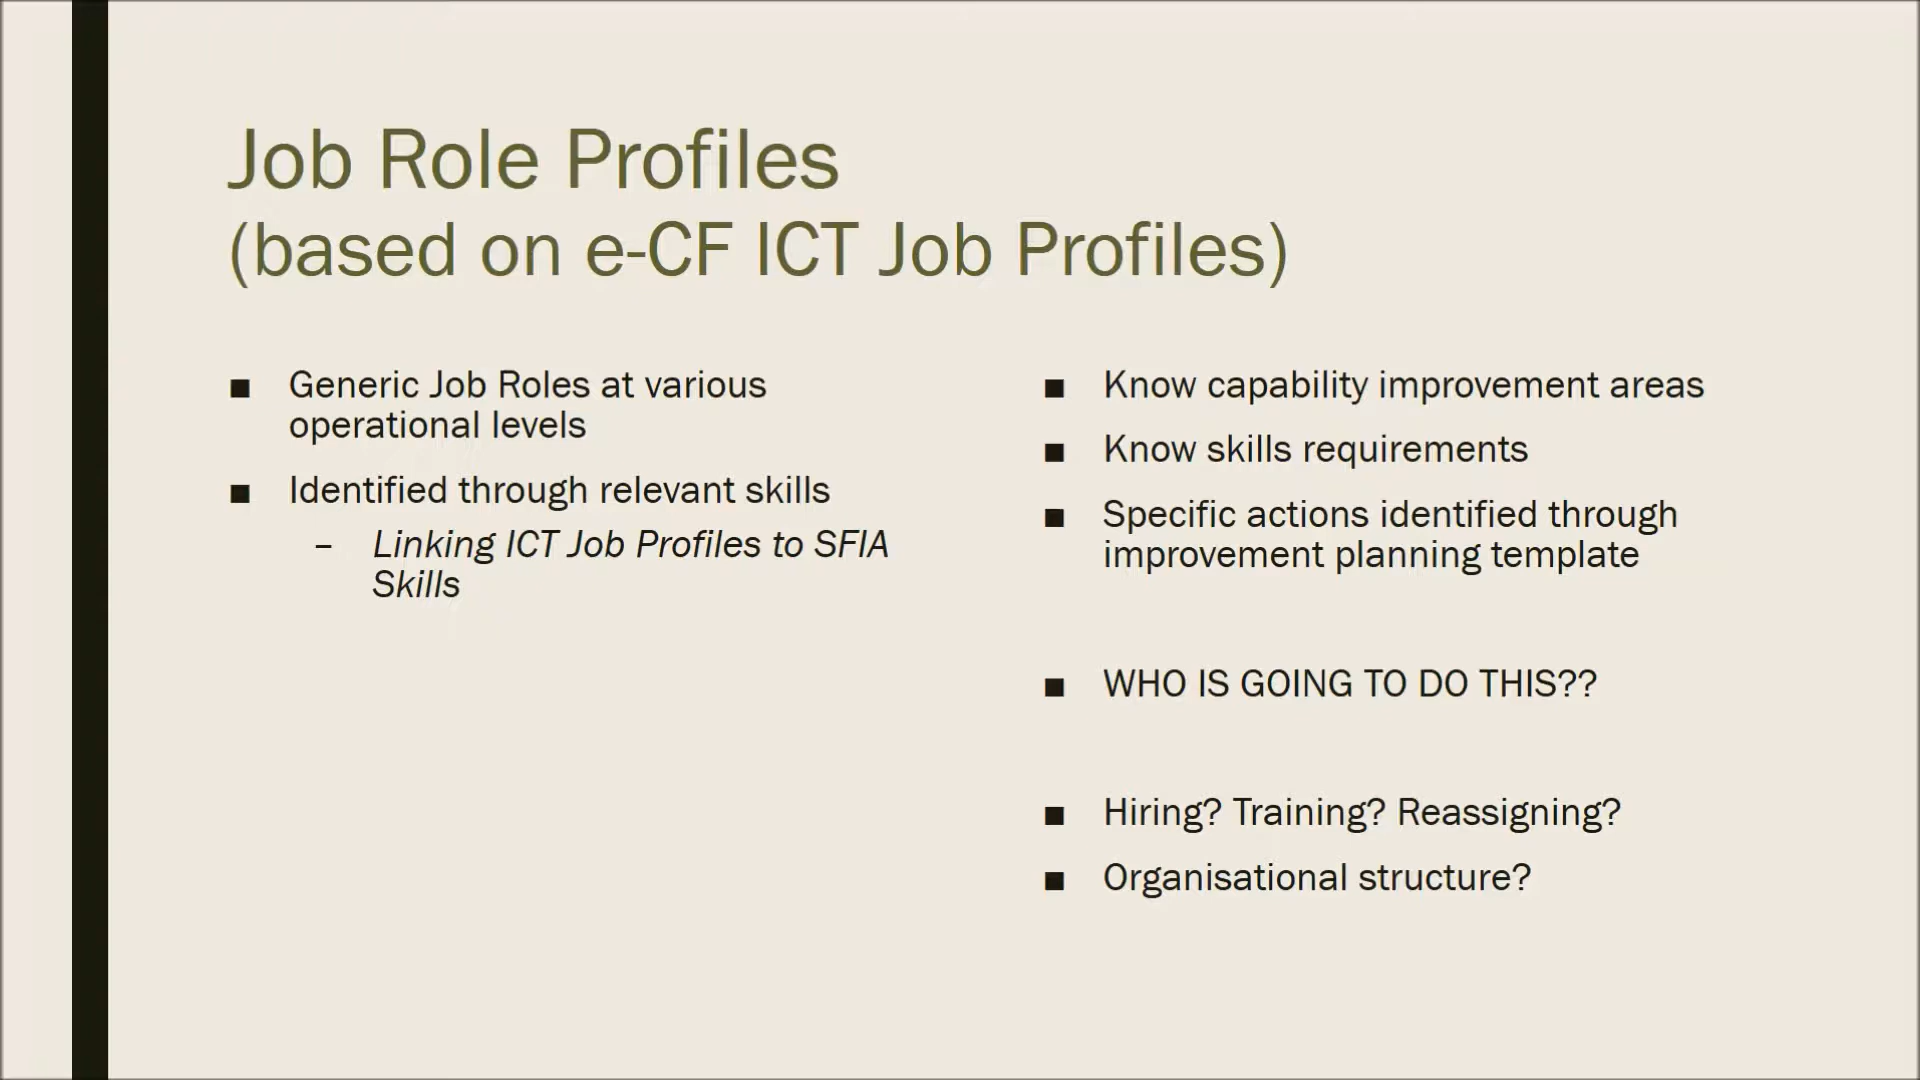 Job Role Profiles
(based on e-CF ICT Job Profiles)
■ Generic Job Roles at various
operational levels
■ Identified through relevant skills
– Linking ICT Job Profiles to SFIA
Skills
■ Know capability improvement areas
■ Know skills requirements
■ Specific actions identified through
improvement planning template
■ WHO IS GOING TO DO THIS??
■ Hiring? Training? Reassigning?
■ Organisational structure?